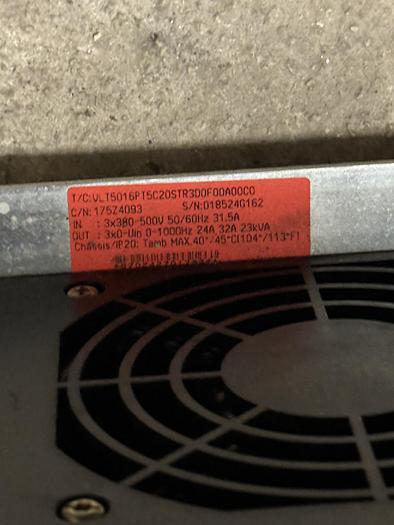 T/C:VLT5016PT5C20STR3D0F00A00C0
C/N: 175Z4093 S/N:018524G162
IN : 3x380-500V 50/60Hz 31.5A
OUT : 3x0-Uin 0-1000Hz 24A 32A 23kVA
Chassis/IP20: Tamb MAX.40°/45°C(104°/113°F)